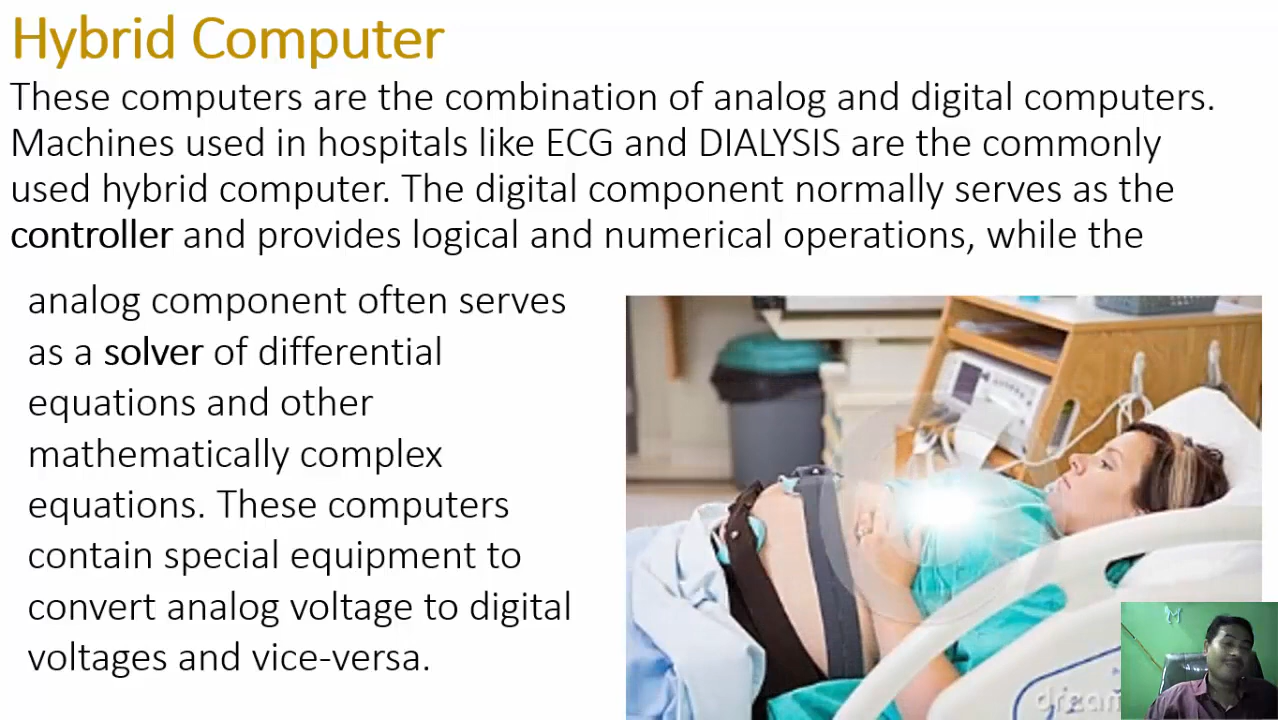 Hybrid Computer
These computers are the combination of analog and digital computers.
Machines used in hospitals like ECG and DIALYSIS are the commonly
used hybrid computer. The digital component normally serves as the
controller and provides logical and numerical operations, while the
analog component often serves
as a solver of differential
equations and other
mathematically complex
equations. These computers
contain special equipment to
convert analog voltage to digital
voltages and vice-versa.